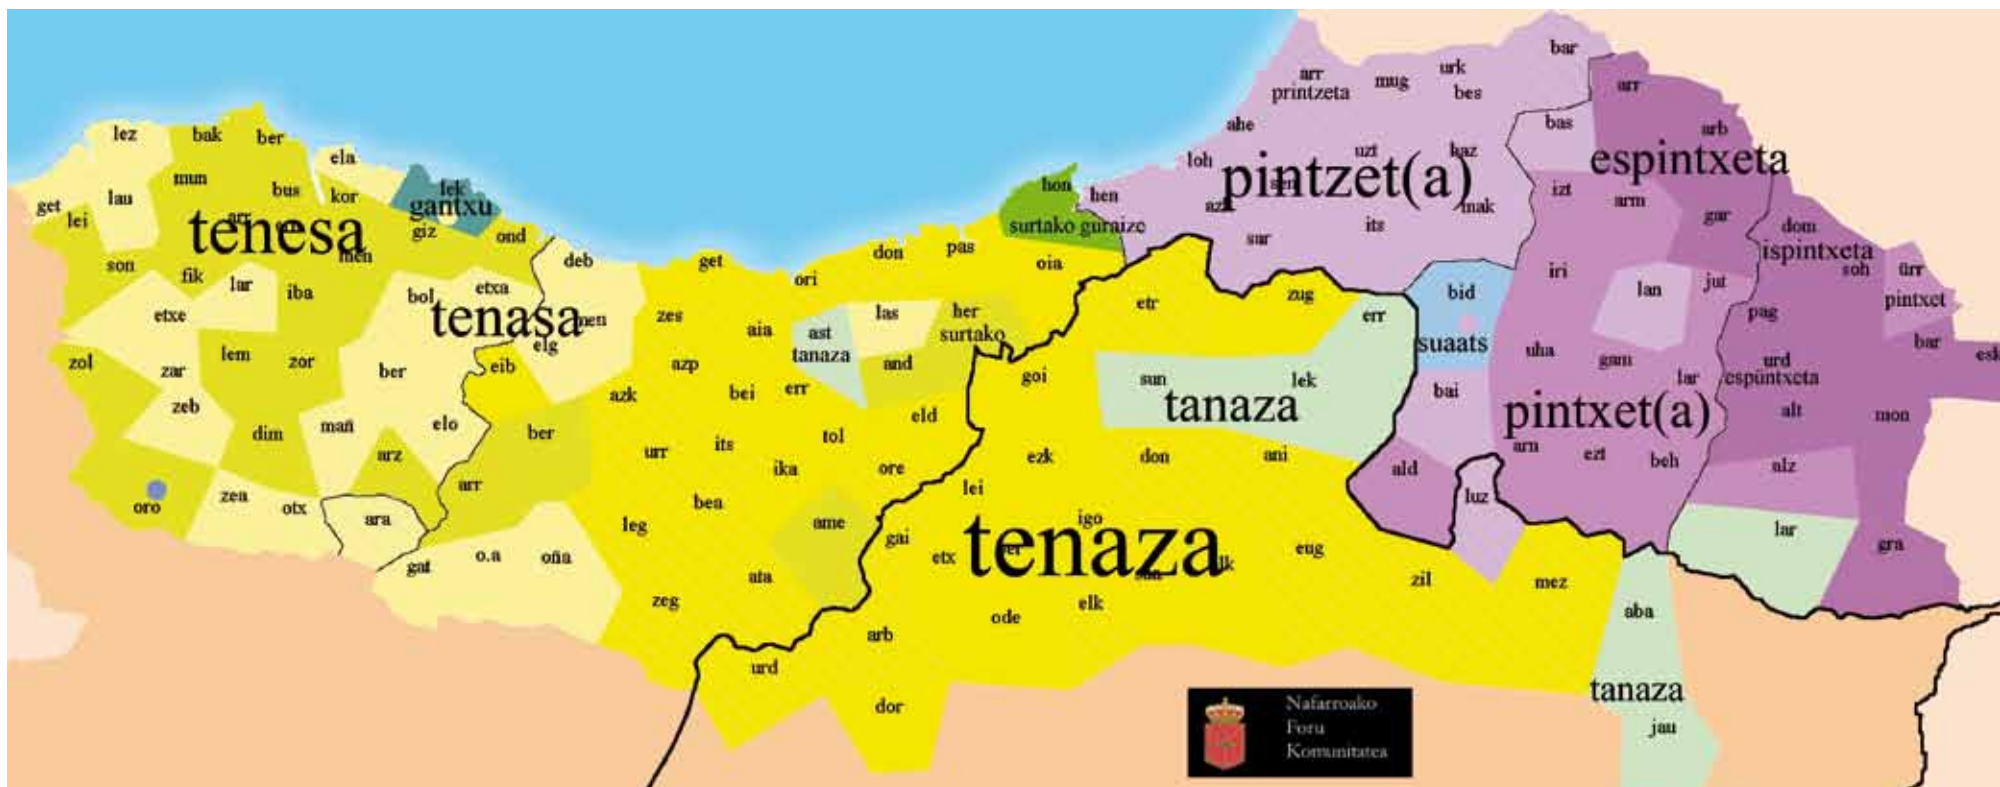 bar
arr
printzeta
mug
urk
bes
arr
lez
bak
ber
ahe
bas
arb
ela
loh
uzt
haz
espintxeta
mun
bus
kor
lek
gantxu
hon
hen
pintzet(a)
izt
arm
get
lei
lau
tenesa
giz
ond
surtako guraize
mak
sar
its
gar
dom
ispintxeta
soh
ürr
son
fik
lar
iba
men
bol
etxa
deb
get
ori
don
pas
oia
iri
lan
jut
pintxet
etxe
tenasa
men
elg
zes
aia
ast
tanaza
las
her
surtako
etr
zug
err
bid
suaats
pag
bar
esk
zol
zar
lem
zor
ber
eib
azp
and
goi
uha
gam
urd
espüntxeta
zeb
dim
mañ
elo
ber
azk
bei
err
eld
sun
lek
tanaza
bai
lar
pintxet(a)
alt
mon
arz
urr
its
tol
ika
ore
ezk
don
ani
ald
arn
ezt
beh
alz
oro
zea
otx
ara
arr
leg
bea
ame
lei
igo
luz
lar
gra
gat
o.a
oña
ata
gai
etx
tenaza
eug
zil
mez
zeg
arb
ode
elk
aba
urd
dor
tanaza
jau
Nafarroako
Foru
Komunitatea